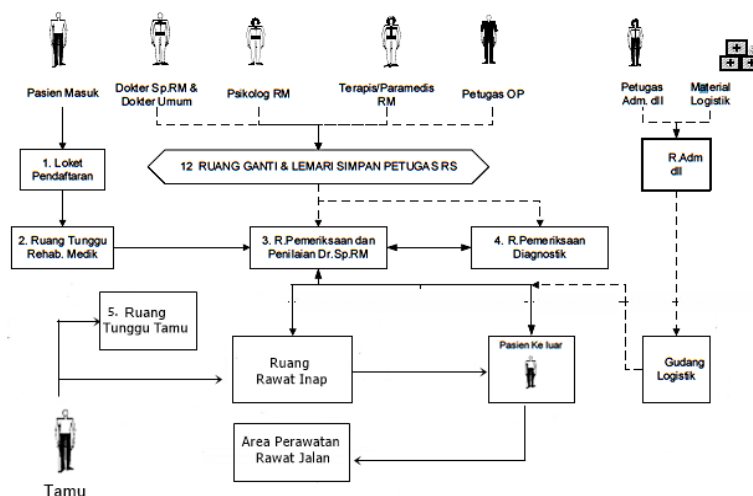 Pasien Masuk
Dokter Sp.RM &
Dokter Umum
Psikolog RM
Terapis/Paramedis
RM
Petugas OP
Petugas
Adm. dll
Material
Logistik
1. Loket
Pendaftaran
12 RUANG GANTI & LEMARI SIMPAN PETUGAS RS
R.Adm
dll
2. Ruang Tunggu
Rehab. Medik
3. R.Pemeriksaan dan
Penilaian Dr.Sp.RM
4. R.Pemeriksaan
Diagnostik
5. Ruang
Tunggu Tamu
Ruang
Rawat Inap
Pasien Keluar
Gudang
Logistik
Area Perawatan
Rawat Jalan
Tamu